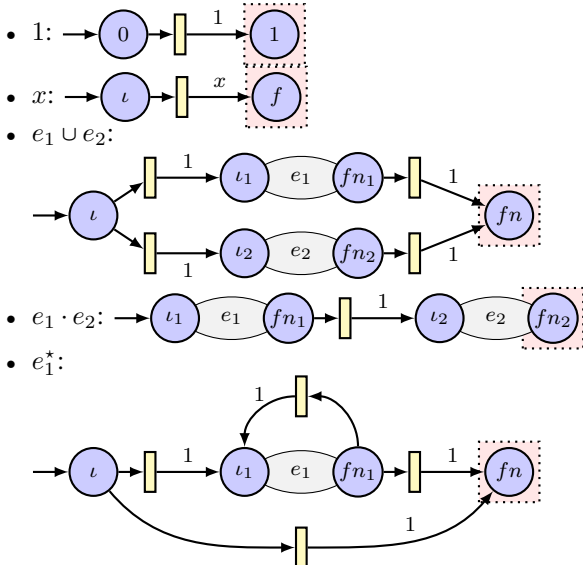 • 1: 0 1 1
• x: ι x f
• e₁ ∪ e₂:
1 ι₁ e₁ fn₁ 1
ι fn
1 ι₂ e₂ fn₂ 1
• e₁ · e₂: ι₁ e₁ fn₁ 1 ι₂ e₂ fn₂
• e₁⋆:
1
ι 1 ι₁ e₁ fn₁ 1 fn
1